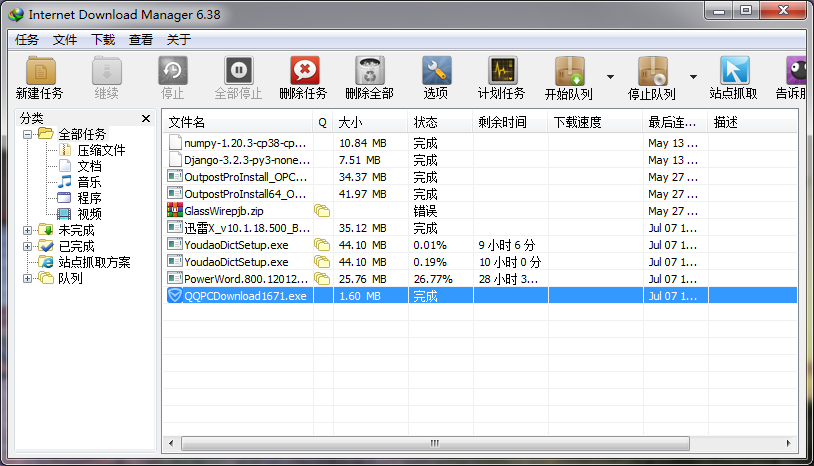 Internet Download Manager 6.38
任务 文件 下载 查看 关于
新建任务 继续 停止 全部停止 删除任务 删除全部 选项 计划任务 开始队列 停止队列 站点抓取 告诉
分类
全部任务
压缩文件
文档
音乐
程序
视频
未完成
已完成
站点抓取方案
队列
文件名 Q 大小 状态 剩余时间 下载速度 最后连... 描述
numpy-1.20.3-cp38-cp... 10.84 MB 完成 May 13 ...
Django-3.2.3-py3-none... 7.51 MB 完成 May 13 ...
OutpostProInstall_OPC... 34.37 MB 完成 May 27 ...
OutpostProInstall64_O... 41.97 MB 完成 May 27 ...
GlassWirepjb.zip 错误 May 27 ...
迅雷X_v10.1.18.500_B... 35.12 MB 完成 Jul 07 1...
YoudaoDictSetup.exe 44.10 MB 0.01% 9 小时 6 分 Jul 07 1...
YoudaoDictSetup.exe 44.10 MB 0.19% 10 小时 0 分 Jul 07 1...
PowerWord.800.12012... 25.76 MB 26.77% 28 小时 3... Jul 07 1...
QQPCDownload1671.exe 1.60 MB 完成 Jul 07 1...